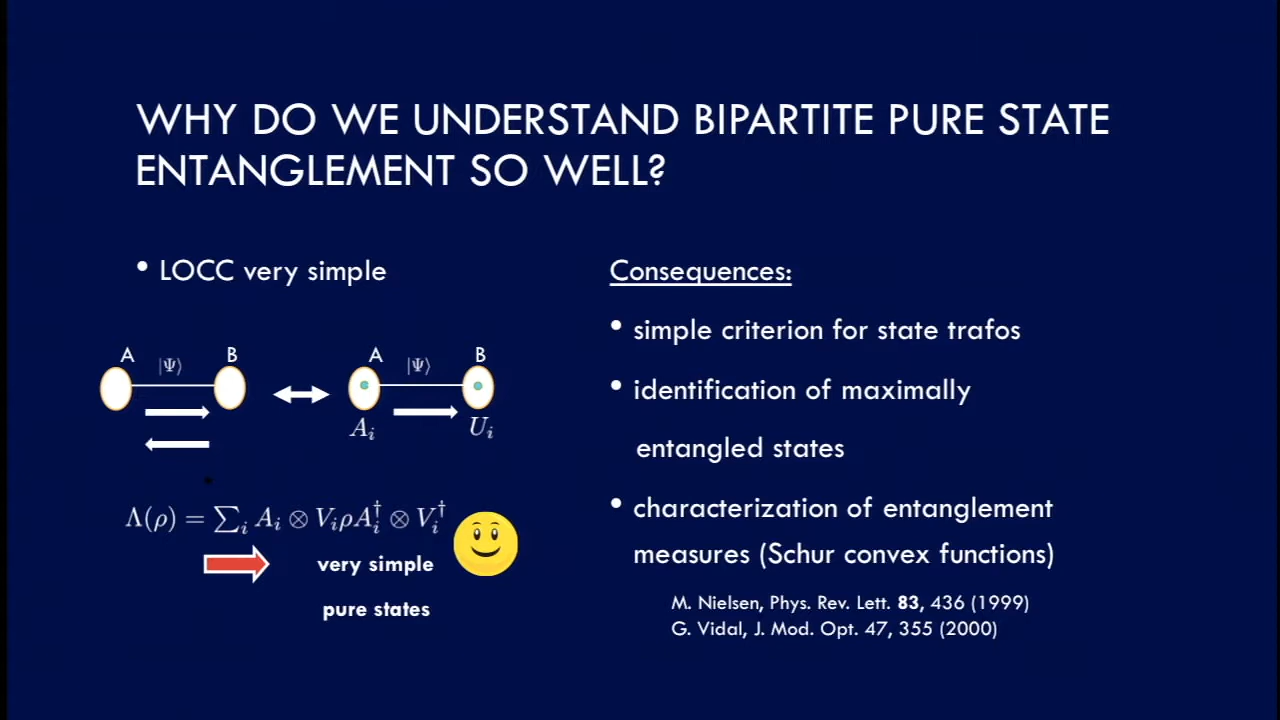 WHY DO WE UNDERSTAND BIPARTITE PURE STATE
ENTANGLEMENT SO WELL?
• LOCC very simple
A |Ψ⟩ B
A |Ψ⟩ B
A_i U_i
Λ(ρ) = ∑_i A_i ⊗ V_i ρ A_i^† ⊗ V_i^†
very simple
pure states
Consequences:
• simple criterion for state trafos
• identification of maximally
entangled states
• characterization of entanglement
measures (Schur convex functions)
M. Nielsen, Phys. Rev. Lett. 83, 436 (1999)
G. Vidal, J. Mod. Opt. 47, 355 (2000)